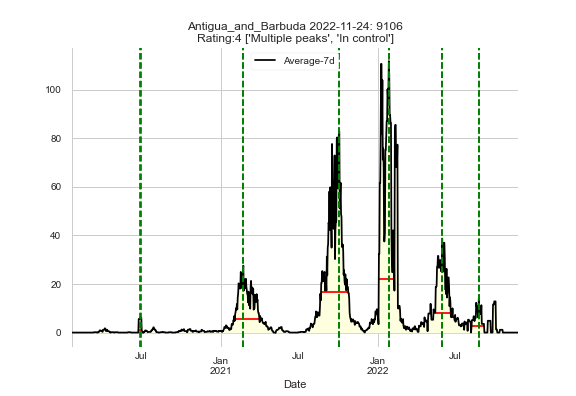 Antigua_and_Barbuda 2022-11-24: 9106
Rating:4 ['Multiple peaks', 'In control']
Average-7d
100
80
60
40
20
0
Jul
Jan
2021
Jul
Jan
2022
Jul
Date